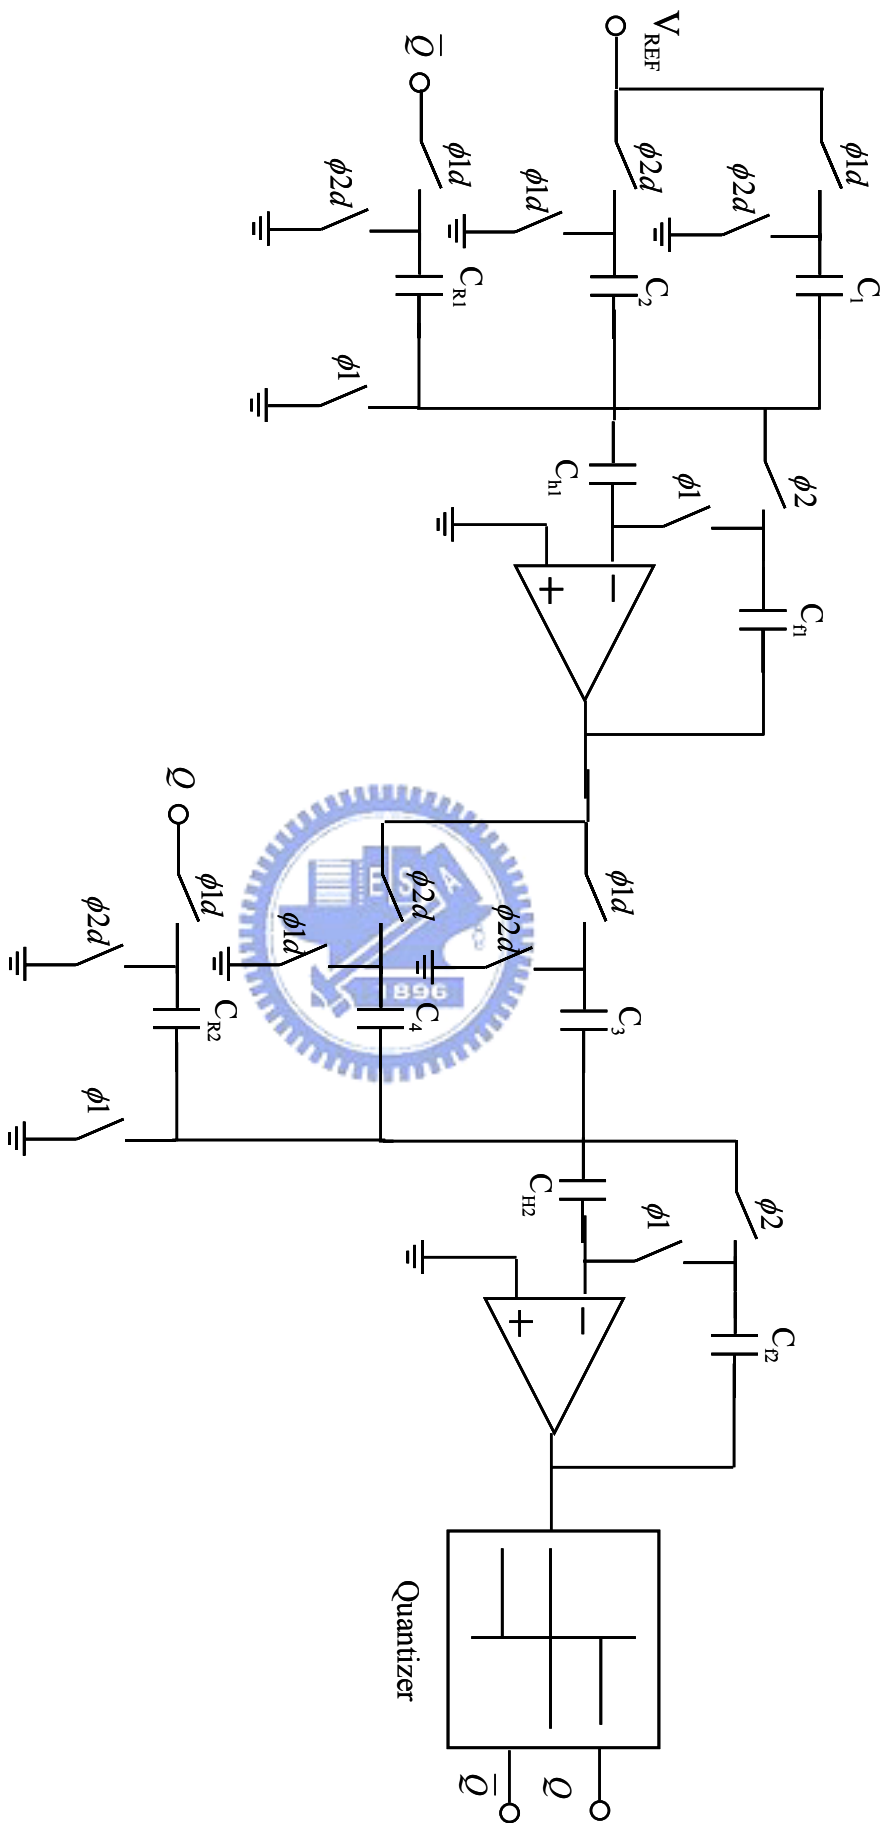 V_REF
ϕ1d
ϕ2d
C_1
ϕ2d
ϕ1d
C_2
Q̅
ϕ1d
ϕ2d
C_R1
ϕ1
C_h1
ϕ2
ϕ1
C_f1
−
+
ϕ1d
ϕ2d
C_3
ϕ2d
ϕ1d
C_4
Q
ϕ1d
ϕ2d
C_R2
ϕ1
C_H2
ϕ2
ϕ1
C_f2
−
+
Quantizer
Q
Q̅
E S A
1896